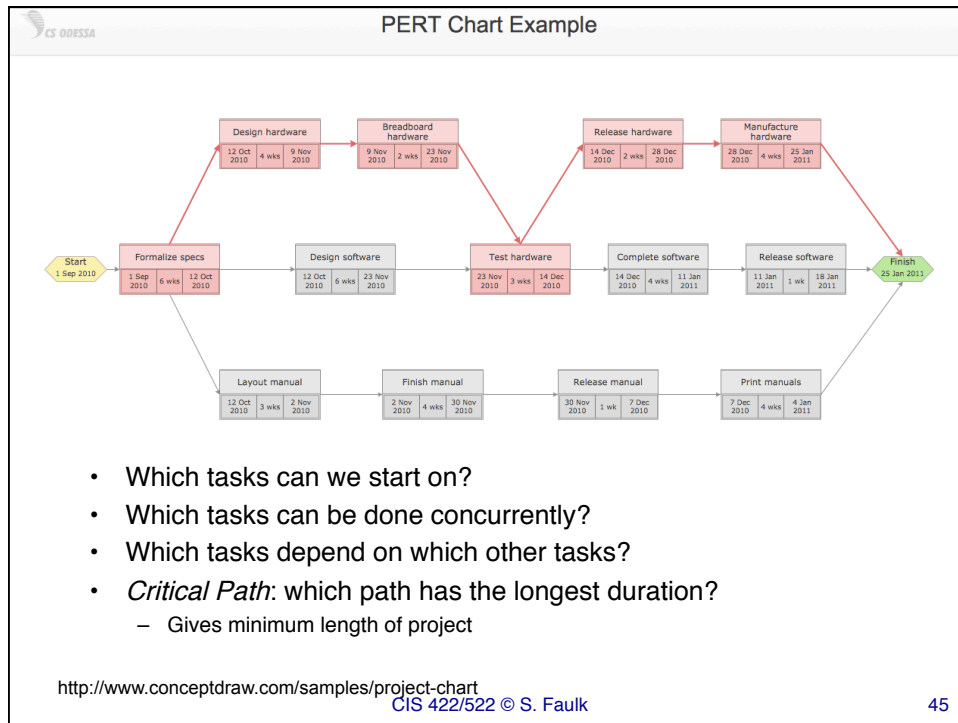 CS ODESSA
PERT Chart Example
Design hardware
12 Oct 2010 4 wks 9 Nov 2010
Breadboard
hardware
9 Nov 2010 2 wks 23 Nov 2010
Release hardware
14 Dec 2010 2 wks 28 Dec 2010
Manufacture
hardware
28 Dec 2010 4 wks 25 Jan 2011
Start
1 Sep 2010
Formalize specs
1 Sep 2010 6 wks 12 Oct 2010
Design software
12 Oct 2010 6 wks 23 Nov 2010
Test hardware
23 Nov 2010 3 wks 14 Dec 2010
Complete software
14 Dec 2010 4 wks 11 Jan 2011
Release software
11 Jan 2011 1 wk 18 Jan 2011
Finish
25 Jan 2011
Layout manual
12 Oct 2010 3 wks 2 Nov 2010
Finish manual
2 Nov 2010 4 wks 30 Nov 2010
Release manual
30 Nov 2010 1 wk 7 Dec 2010
Print manuals
7 Dec 2010 4 wks 4 Jan 2011
• Which tasks can we start on?
• Which tasks can be done concurrently?
• Which tasks depend on which other tasks?
• Critical Path: which path has the longest duration?
– Gives minimum length of project
http://www.conceptdraw.com/samples/project-chart
CIS 422/522 © S. Faulk
45